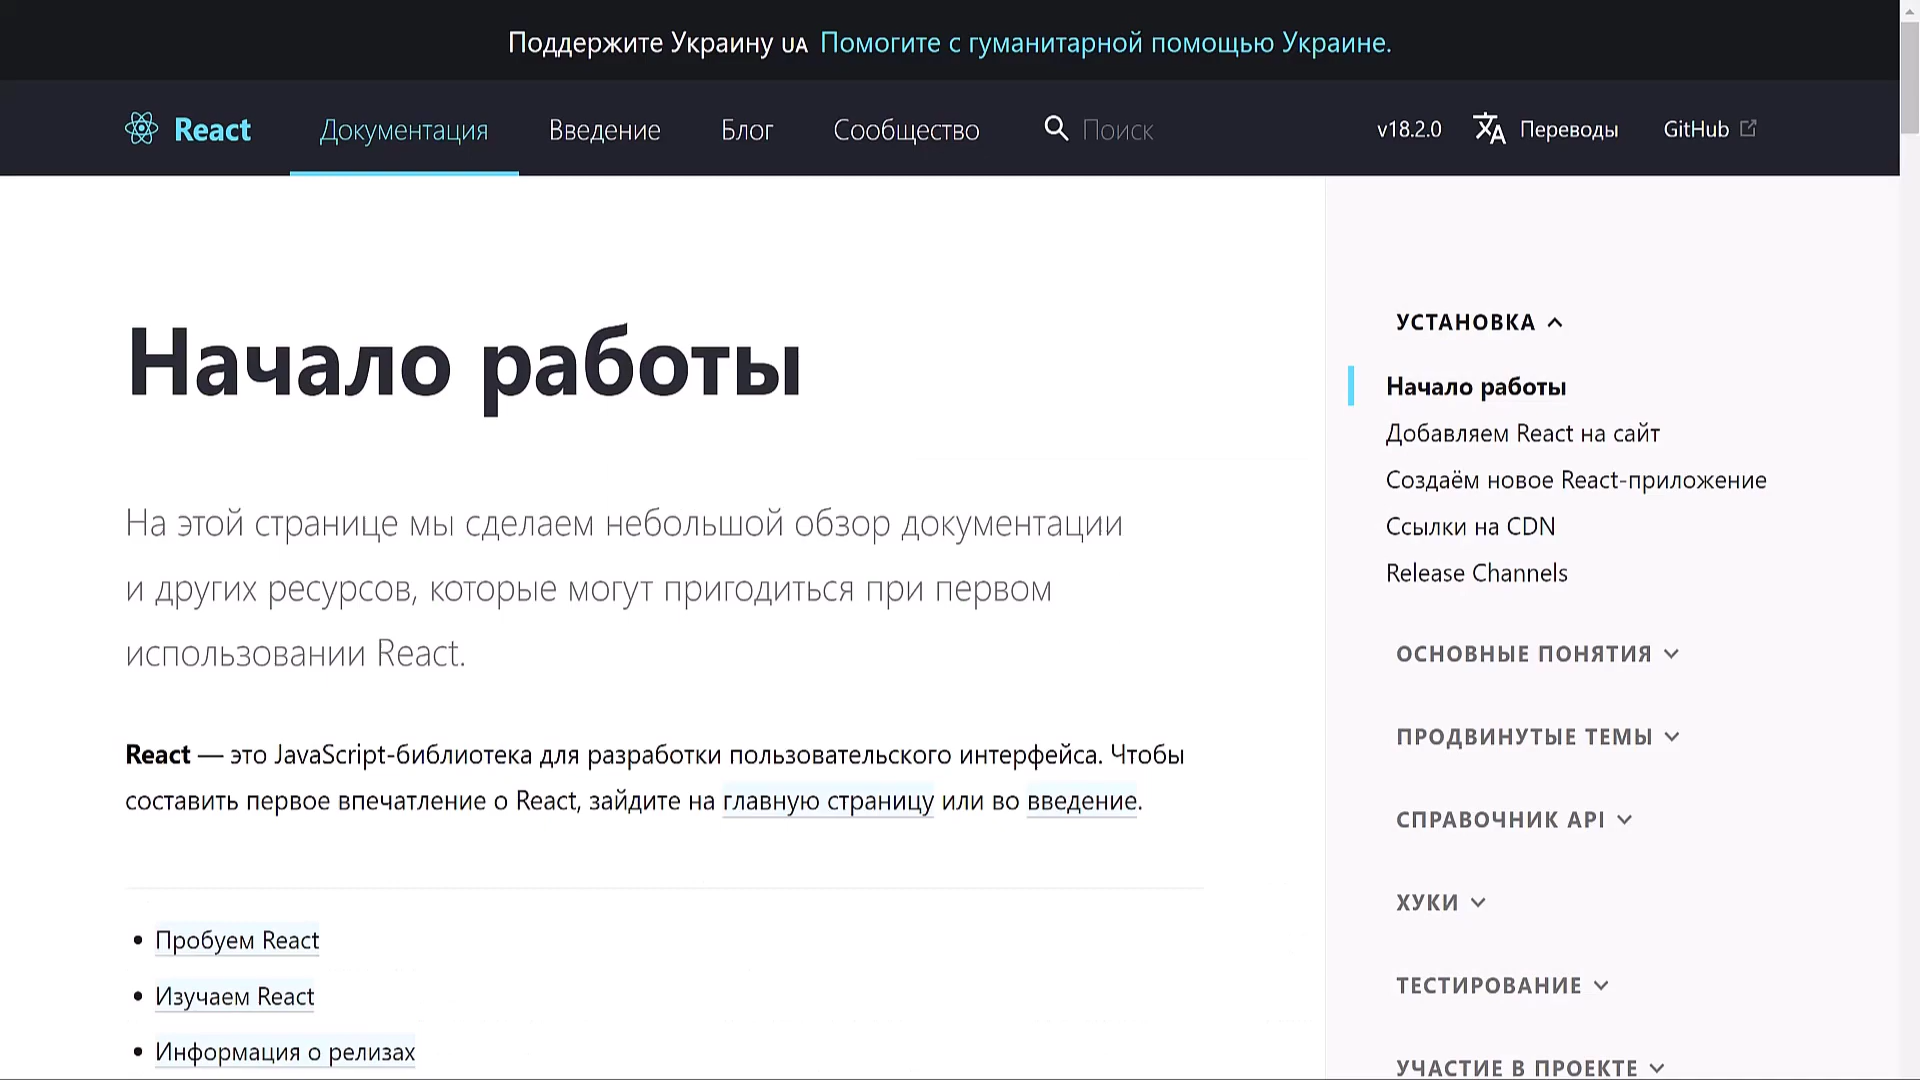 Поддержите Украину UA Помогите с гуманитарной помощью Украине.
React Документация Введение Блог Сообщество Поиск v18.2.0 Переводы GitHub
Начало работы
На этой странице мы сделаем небольшой обзор документации
и других ресурсов, которые могут пригодиться при первом
использовании React.
React — это JavaScript-библиотека для разработки пользовательского интерфейса. Чтобы
составить первое впечатление о React, зайдите на главную страницу или во введение.
Пробуем React
Изучаем React
Информация о релизах
УСТАНОВКА
Начало работы
Добавляем React на сайт
Создаём новое React-приложение
Ссылки на CDN
Release Channels
ОСНОВНЫЕ ПОНЯТИЯ
ПРОДВИНУТЫЕ ТЕМЫ
СПРАВОЧНИК API
ХУКИ
ТЕСТИРОВАНИЕ
УЧАСТИЕ В ПРОЕКТЕ